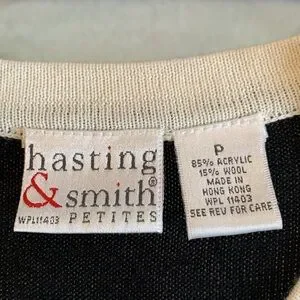 hasting
& smith®
WPL11403 PETITES
P
85% ACRYLIC
15% WOOL
MADE IN
HONG KONG
WPL 11403
SEE REV FOR CARE